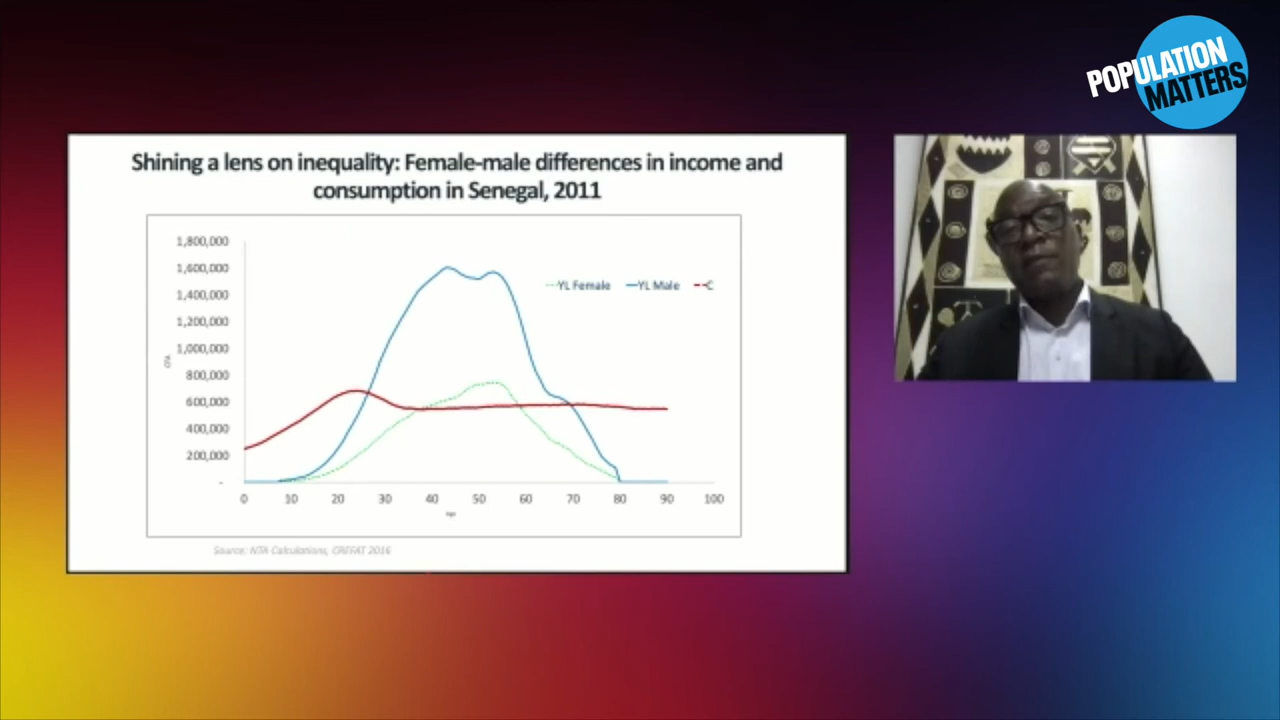 POPULATION
MATTERS
Shining a lens on inequality: Female-male differences in income and
consumption in Senegal, 2011
1,800,000
1,600,000
1,400,000
1,200,000
1,000,000
800,000
600,000
400,000
200,000
-
YL Female YL Male C
0 10 20 30 40 50 60 70 80 90 100
Source: NTA Calculations, CREFAT 2016